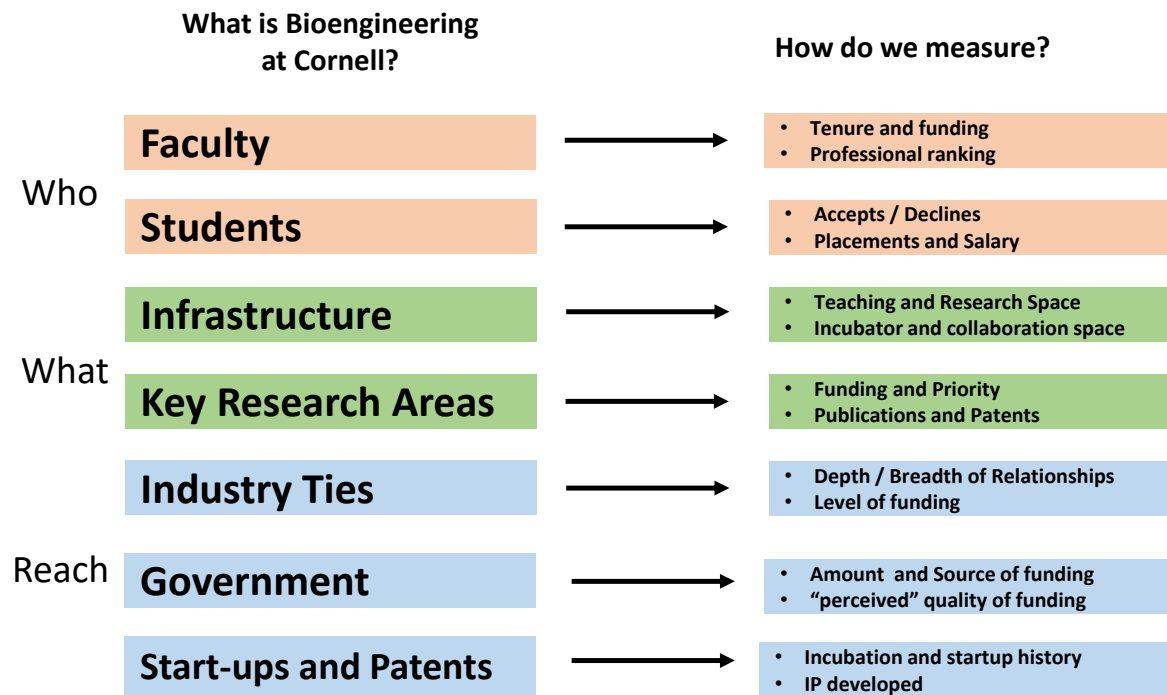 What is Bioengineering
at Cornell?
How do we measure?
Who
Faculty
• Tenure and funding
• Professional ranking
Students
• Accepts / Declines
• Placements and Salary
What
Infrastructure
• Teaching and Research Space
• Incubator and collaboration space
Key Research Areas
• Funding and Priority
• Publications and Patents
Reach
Industry Ties
• Depth / Breadth of Relationships
• Level of funding
Government
• Amount and Source of funding
• “perceived” quality of funding
Start-ups and Patents
• Incubation and startup history
• IP developed